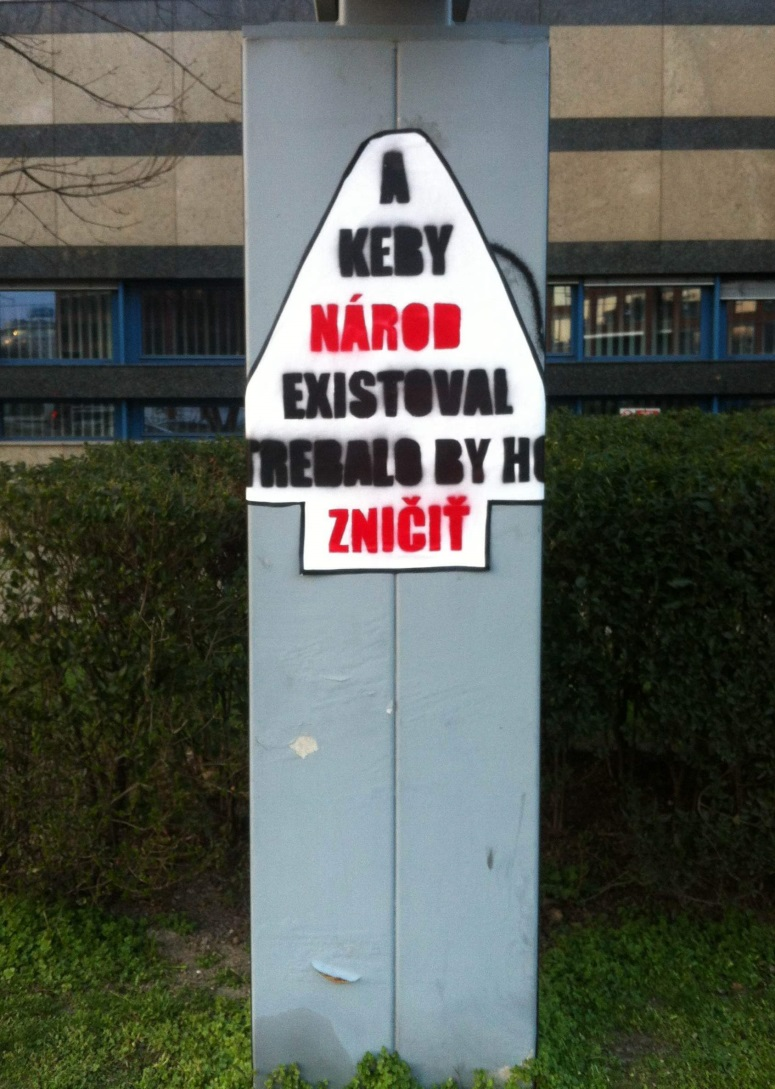 A
KEBY
NÁROD
EXISTOVAL
TREBALO BY HO
ZNIČIŤ